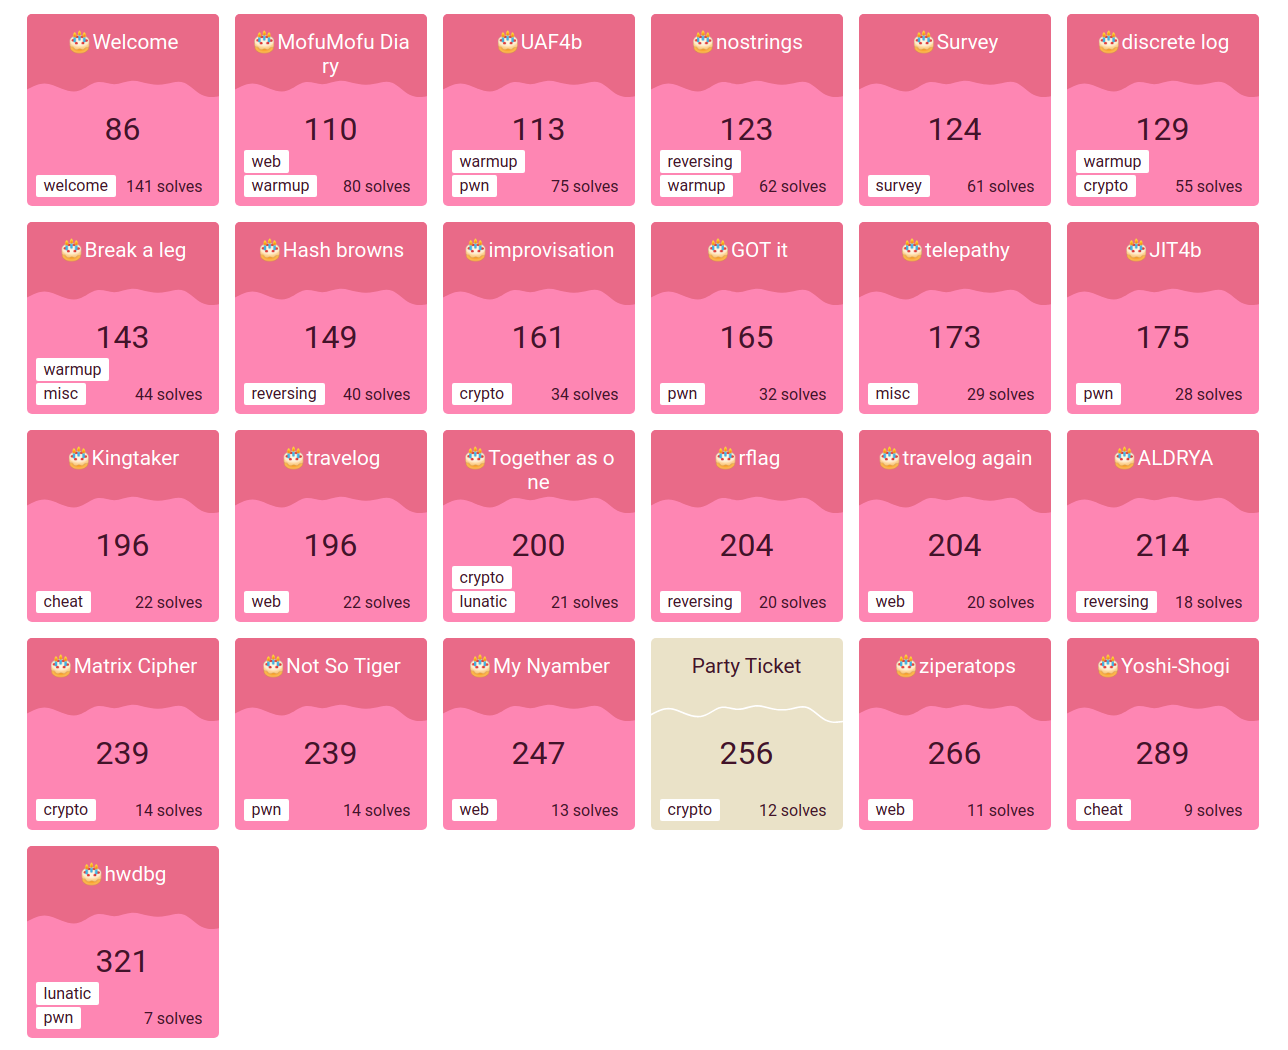 🎂Welcome
86
welcome 141 solves
🎂MofuMofu Dia
ry
110
web
warmup 80 solves
🎂UAF4b
113
warmup
pwn 75 solves
🎂nostrings
123
reversing
warmup 62 solves
🎂Survey
124
survey 61 solves
🎂discrete log
129
warmup
crypto 55 solves
🎂Break a leg
143
warmup
misc 44 solves
🎂Hash browns
149
reversing 40 solves
🎂improvisation
161
crypto 34 solves
🎂GOT it
165
pwn 32 solves
🎂telepathy
173
misc 29 solves
🎂JIT4b
175
pwn 28 solves
🎂Kingtaker
196
cheat 22 solves
🎂travelog
196
web 22 solves
🎂Together as o
ne
200
crypto
lunatic 21 solves
🎂rflag
204
reversing 20 solves
🎂travelog again
204
web 20 solves
🎂ALDRYA
214
reversing 18 solves
🎂Matrix Cipher
239
crypto 14 solves
🎂Not So Tiger
239
pwn 14 solves
🎂My Nyamber
247
web 13 solves
Party Ticket
256
crypto 12 solves
🎂ziperatops
266
web 11 solves
🎂Yoshi-Shogi
289
cheat 9 solves
🎂hwdbg
321
lunatic
pwn 7 solves